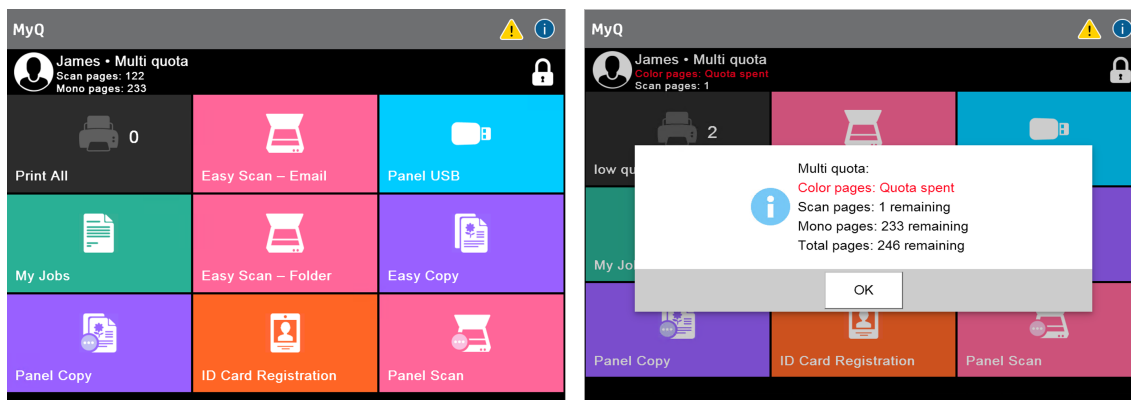 MyQ
James • Multi quota
Scan pages: 122
Mono pages: 233
0
Print All
Easy Scan – Email
Panel USB
My Jobs
Easy Scan – Folder
Easy Copy
Panel Copy
ID Card Registration
Panel Scan
MyQ
James • Multi quota
Color pages: Quota spent
Scan pages: 1
2
low qu
Multi quota:
Color pages: Quota spent
Scan pages: 1 remaining
Mono pages: 233 remaining
Total pages: 246 remaining
My Jo
OK
Panel Copy
ID Card Registration
Panel Scan